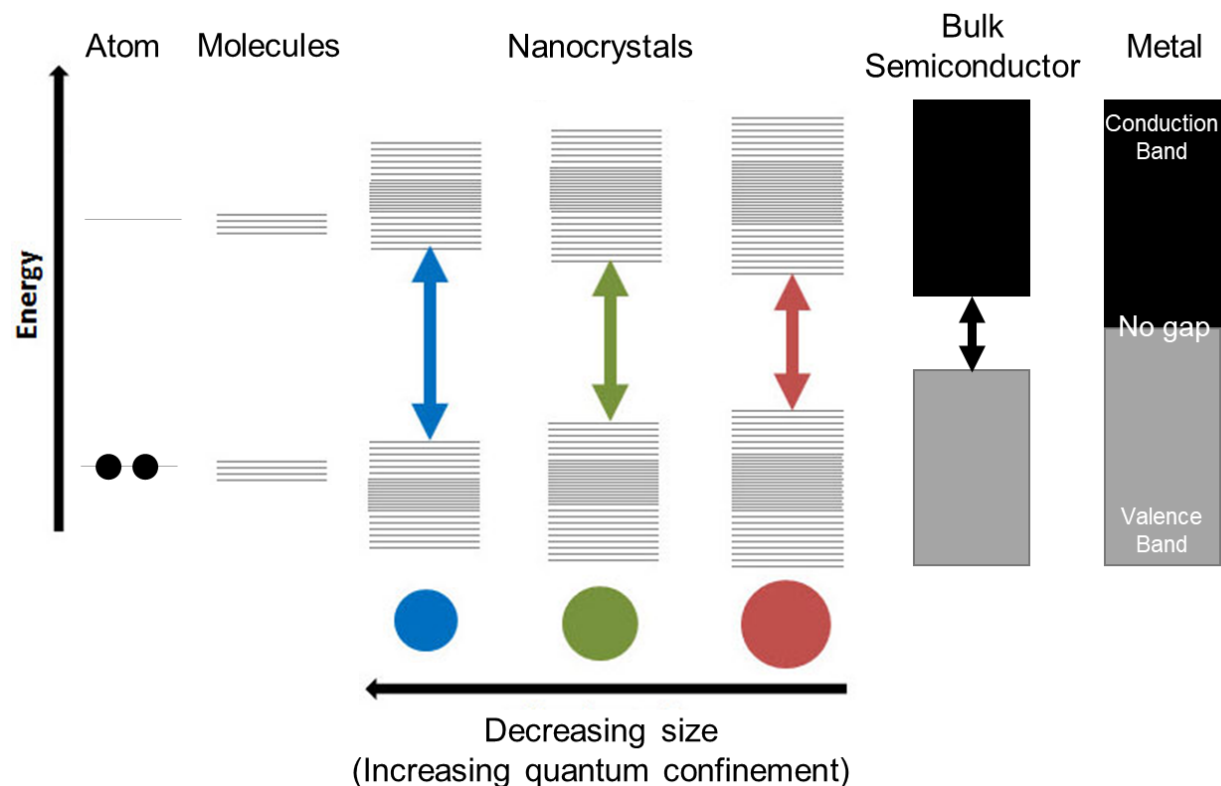 Atom
Molecules
Nanocrystals
Bulk
Semiconductor
Metal
Energy
Conduction
Band
No gap
Valence
Band
Decreasing size
(Increasing quantum confinement)